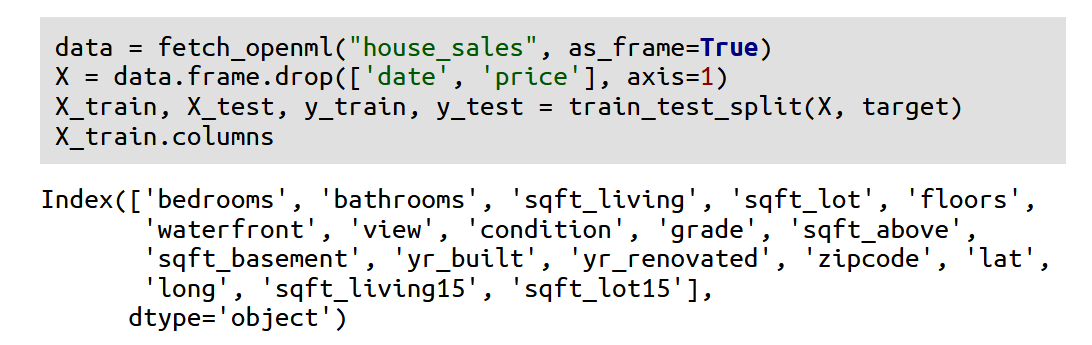 data = fetch_openml("house_sales", as_frame=True)
X = data.frame.drop(['date', 'price'], axis=1)
X_train, X_test, y_train, y_test = train_test_split(X, target)
X_train.columns
Index(['bedrooms', 'bathrooms', 'sqft_living', 'sqft_lot', 'floors',
'waterfront', 'view', 'condition', 'grade', 'sqft_above',
'sqft_basement', 'yr_built', 'yr_renovated', 'zipcode', 'lat',
'long', 'sqft_living15', 'sqft_lot15'],
dtype='object')